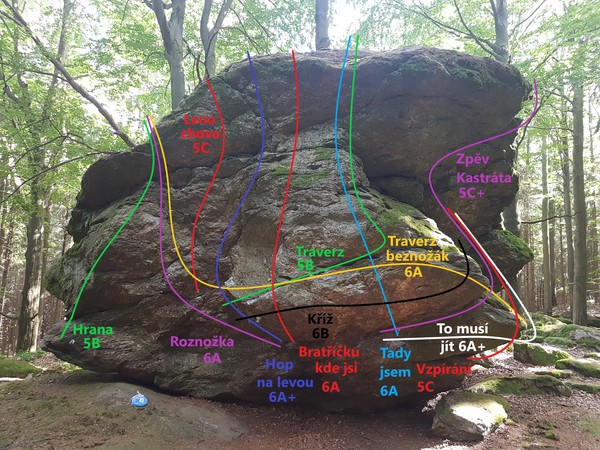 Lano
chova
5C
Zpěv
Kastráta
5C+
Traverz
5B
Traverz
beznožák
6A
Hrana
5B
Roznožka
6A
Kříž
6B
To musí
jít 6A+
Hop
na levou
6A+
Bratříčku
kde jsi
6A
Tady
jsem
6A
Vzpírání
5C